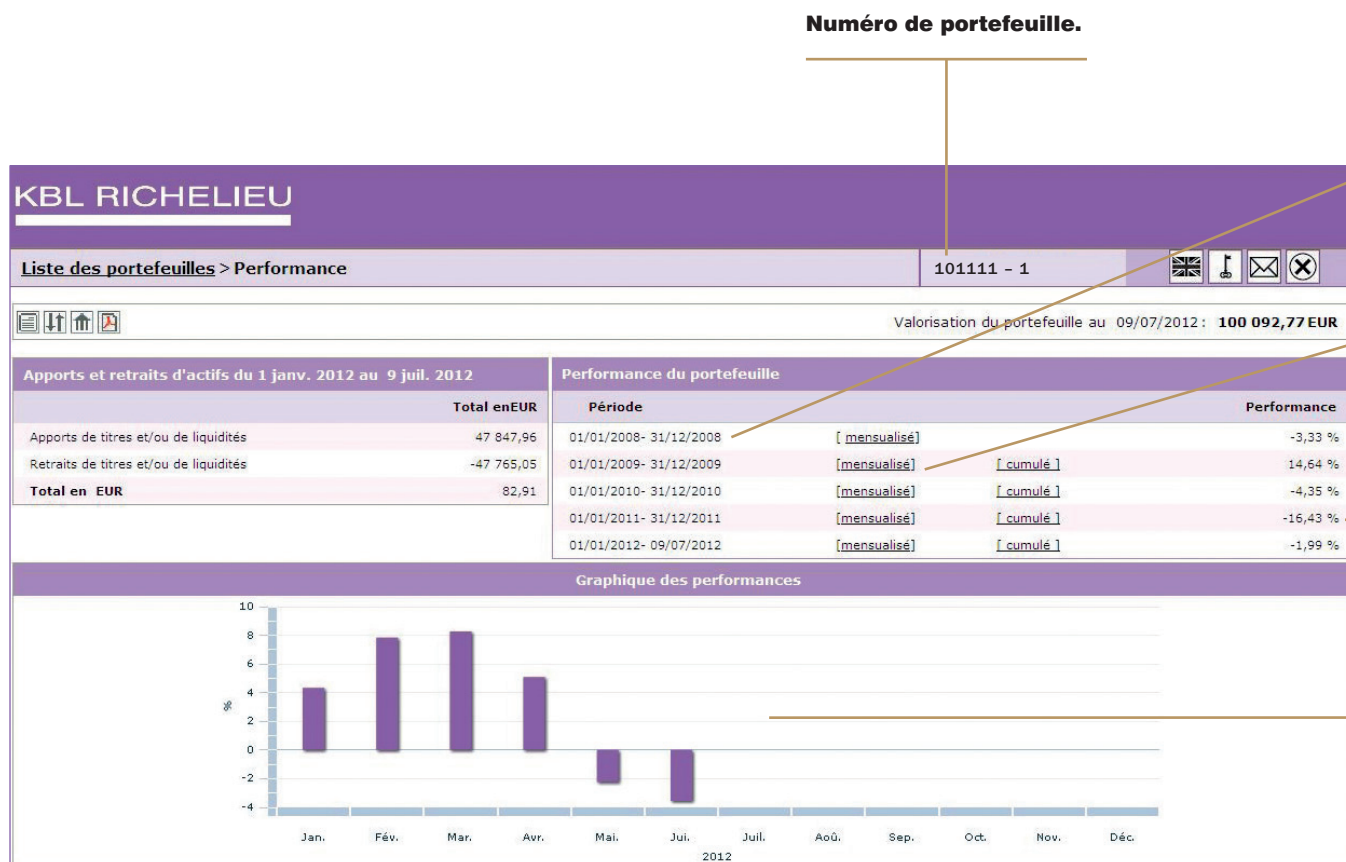 Numéro de portefeuille.
KBL RICHELIEU
Liste des portefeuilles > Performance
101111 - 1
Valorisation du portefeuille au 09/07/2012 : 100 092,77 EUR
Apports et retraits d'actifs du 1 janv. 2012 au 9 juil. 2012
Total enEUR
Apports de titres et/ou de liquidités 47 847,96
Retraits de titres et/ou de liquidités -47 765,05
Total en EUR 82,91
Performance du portefeuille
Période Performance
01/01/2008- 31/12/2008 [ mensualisé] -3,33 %
01/01/2009- 31/12/2009 [mensualisé] [ cumulé ] 14,64 %
01/01/2010- 31/12/2010 [mensualisé] [ cumulé ] -4,35 %
01/01/2011- 31/12/2011 [mensualisé] [ cumulé ] -16,43 %
01/01/2012- 09/07/2012 [mensualisé] [ cumulé ] -1,99 %
Graphique des performances
10
8
6
4
%
2
0
-2
-4
Jan. Fév. Mar. Avr. Mai. Jui. Juil. Aoû. Sep. Oct. Nov. Déc.
2012